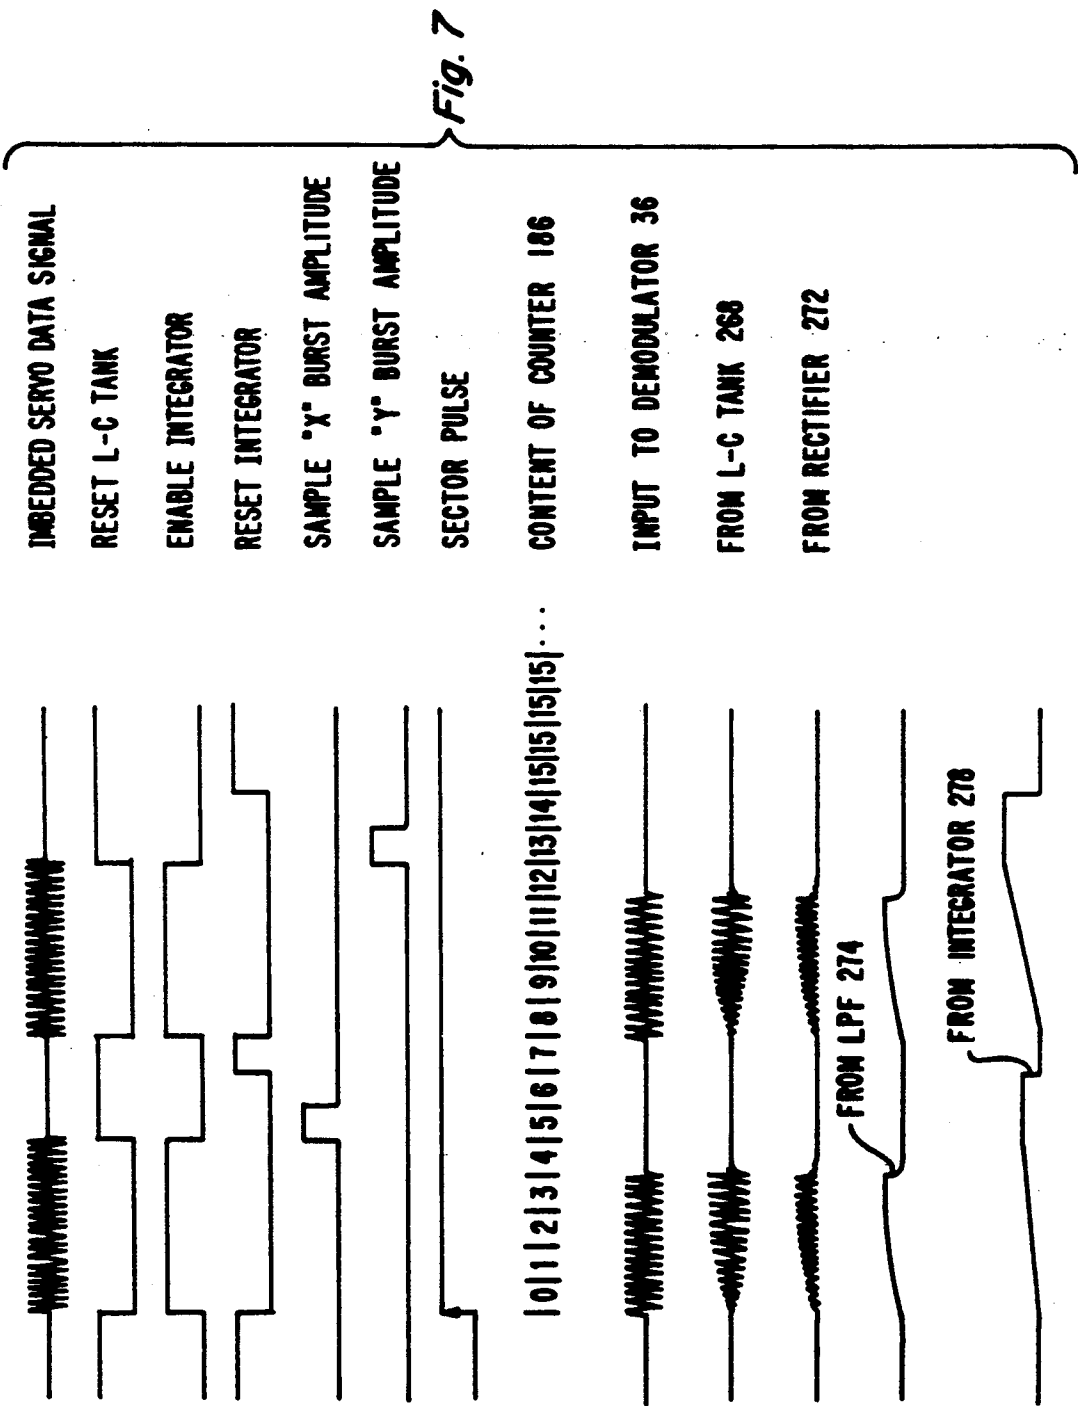 IMBEDDED SERVO DATA SIGNAL
RESET L-C TANK
ENABLE INTEGRATOR
RESET INTEGRATOR
SAMPLE "X" BURST AMPLITUDE
SAMPLE "Y" BURST AMPLITUDE
SECTOR PULSE
|0|1|2|3|4|5|6|7|8|9|10|11|12|13|14|15|15|15|15|... CONTENT OF COUNTER 186
INPUT TO DEMODULATOR 36
FROM L-C TANK 268
FROM RECTIFIER 272
FROM LPF 274
FROM INTEGRATOR 278
Fig. 7